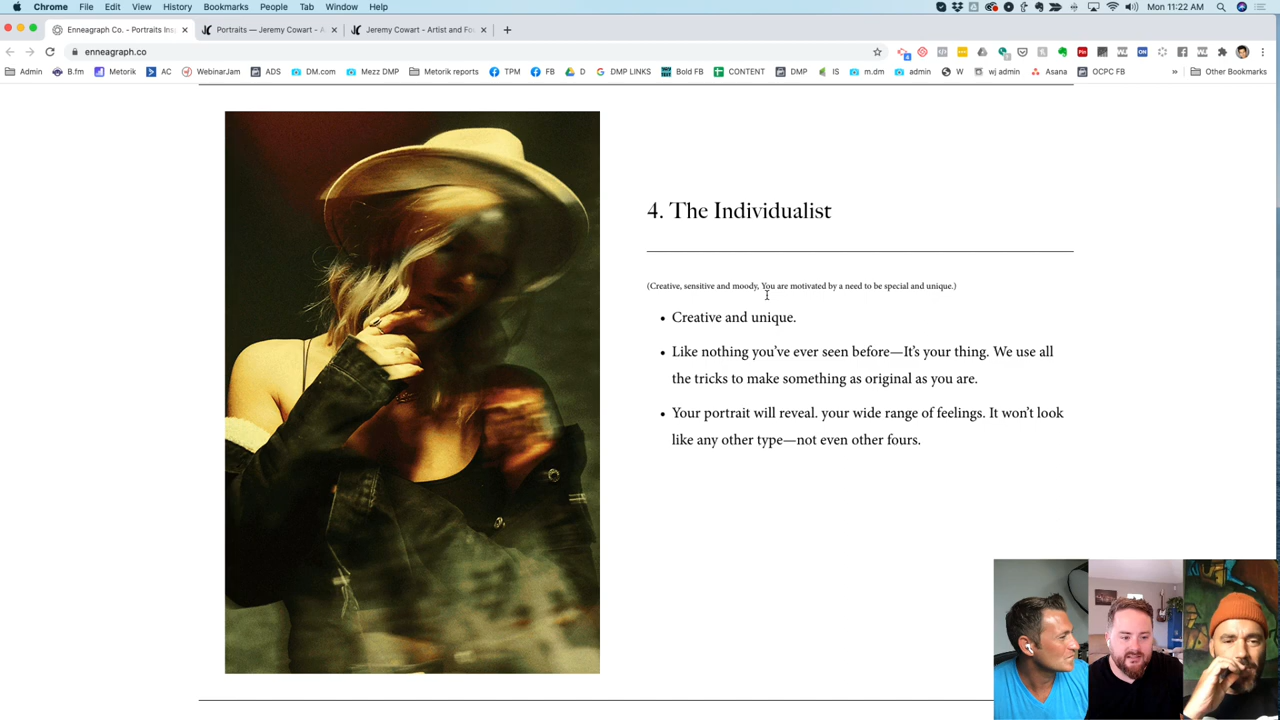 Chrome File Edit View History Bookmarks People Tab Window Help
Mon 11:22 AM
Enneagraph Co. - Portraits Ins
Portraits — Jeremy Cowart - A
Jeremy Cowart - Artist and Fo
enneagraph.co
Admin B.fm Metorik AC WebinarJam ADS DM.com Mezz DMP Metorik reports TPM FB D DMP LINKS Bold FB CONTENT DMP IS m.dm admin W wj admin Asana OCPC FB » Other Bookmarks
4. The Individualist
(Creative, sensitive and moody, You are motivated by a need to be special and unique.)
• Creative and unique.
• Like nothing you’ve ever seen before—It’s your thing. We use all
the tricks to make something as original as you are.
• Your portrait will reveal. your wide range of feelings. It won’t look
like any other type—not even other fours.